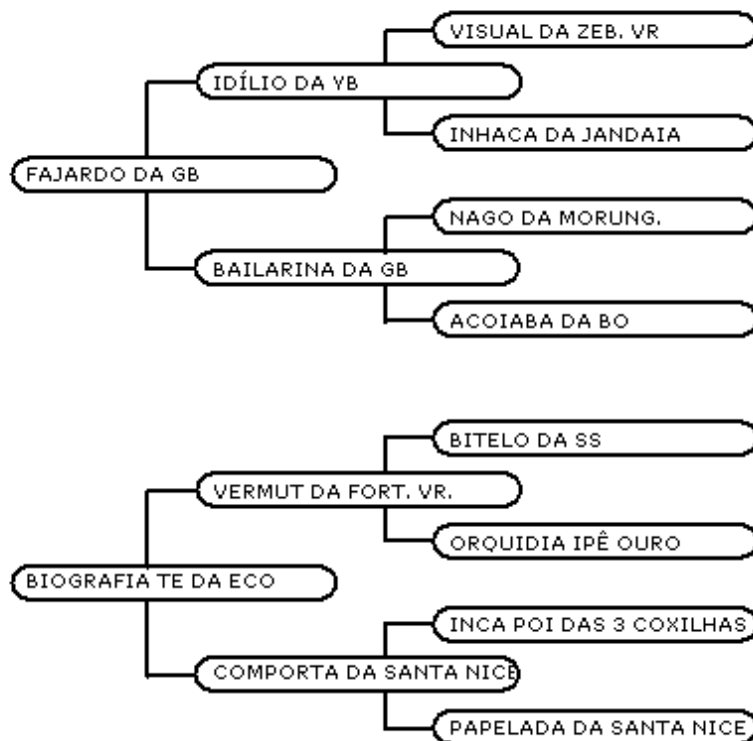 VISUAL DA ZEB. VR
IDÍLIO DA YB
INHACA DA JANDAIA
FAJARDO DA GB
NAGO DA MORUNG.
BAILARINA DA GB
ACOIABA DA BO
BITELO DA SS
VERMUT DA FORT. VR.
ORQUIDIA IPÊ OURO
BIOGRAFIA TE DA ECO
INCA POI DAS 3 COXILHAS
COMPORTA DA SANTA NICE
PAPELADA DA SANTA NICE